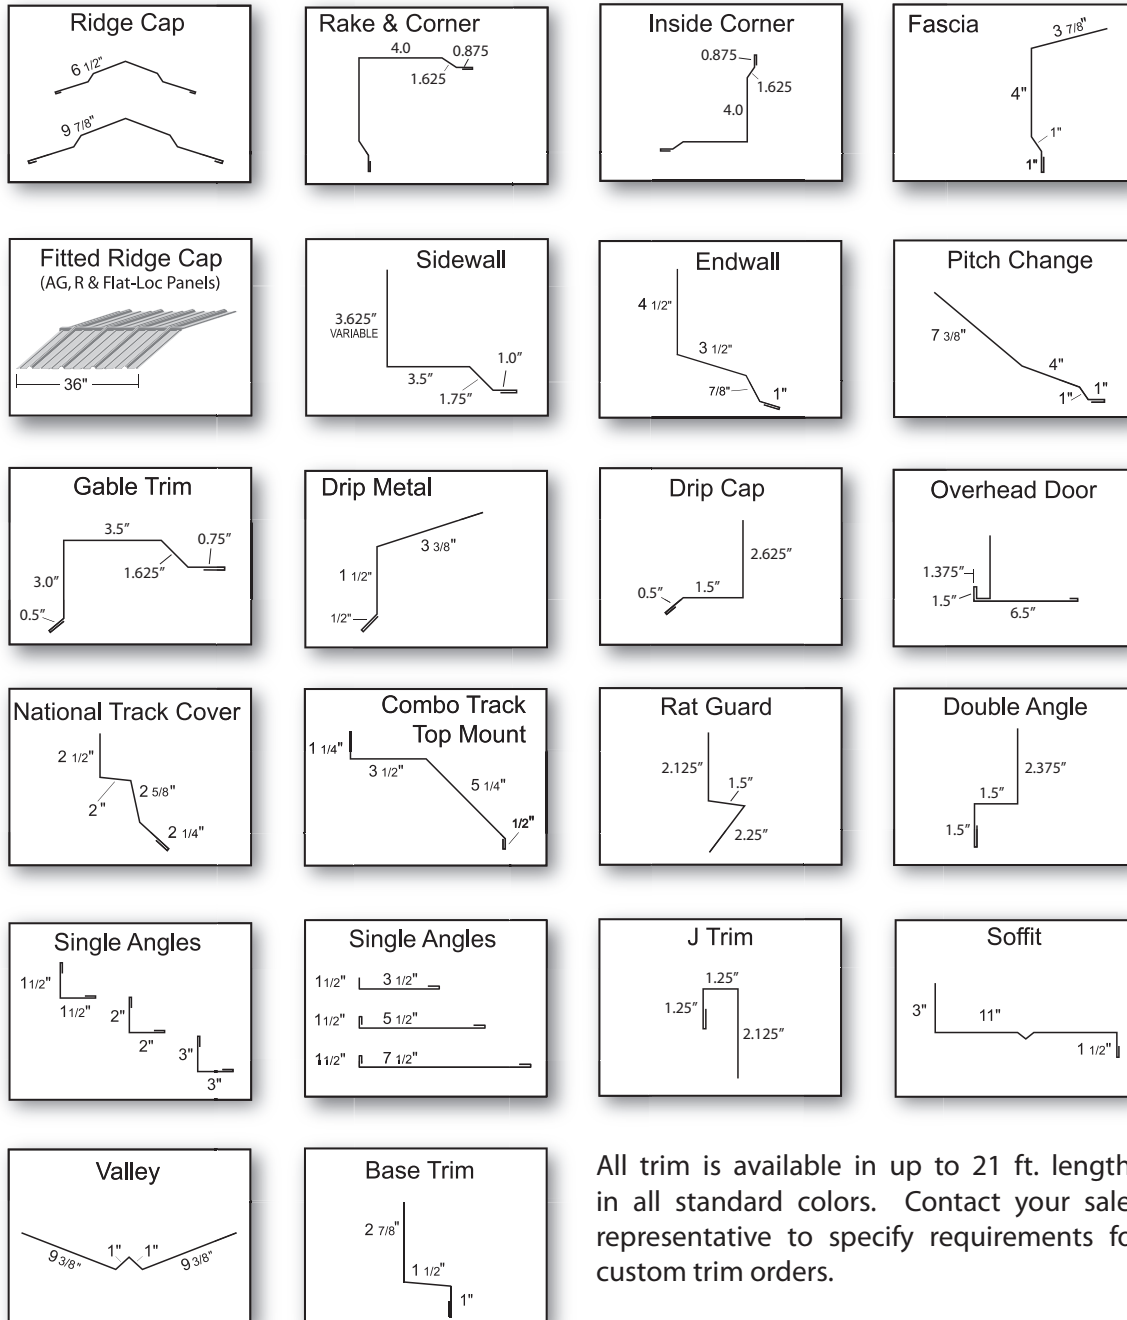 Ridge Cap
6 1/2"
9 7/8"
Rake & Corner
4.0 0.875
1.625
Inside Corner
0.875
1.625
4.0
Fascia
3 7/8"
4"
1"
1"
Fitted Ridge Cap
(AG, R & Flat-Loc Panels)
36"
Sidewall
3.625"
VARIABLE
1.0"
3.5"
1.75"
Endwall
4 1/2"
3 1/2"
7/8" 1"
Pitch Change
7 3/8"
4"
1" 1"
Gable Trim
3.5"
0.75"
3.0" 1.625"
0.5"
Drip Metal
3 3/8"
1 1/2"
1/2"
Drip Cap
2.625"
0.5" 1.5"
Overhead Door
1.375"
1.5"
6.5"
National Track Cover
2 1/2"
2 5/8"
2"
2 1/4"
Combo Track
Top Mount
1 1/4"
3 1/2"
5 1/4"
1/2"
Rat Guard
2.125"
1.5"
2.25"
Double Angle
2.375"
1.5"
1.5"
Single Angles
1 1/2"
1 1/2"
2"
2"
3"
3"
Single Angles
1 1/2" 3 1/2"
1 1/2" 5 1/2"
1 1/2" 7 1/2"
J Trim
1.25"
1.25"
2.125"
Soffit
3" 11"
1 1/2"
Valley
9 3/8" 1" 1" 9 3/8"
Base Trim
2 7/8"
1 1/2"
1"
All trim is available in up to 21 ft. length
in all standard colors. Contact your sale
representative to specify requirements fo
custom trim orders.